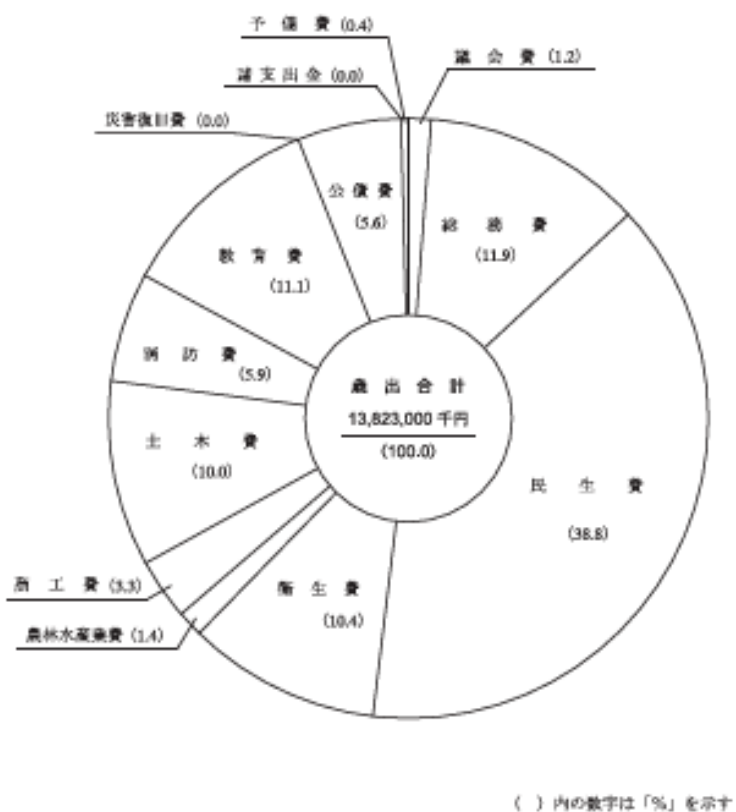 予備費 (0.4)
議会費 (1.2)
諸支出金 (0.0)
災害復旧費 (0.0)
公債費
(5.6)
総務費
(11.9)
教育費
(11.1)
消防費
(5.9)
歳出合計
13,823,000 千円
(100.0)
土木費
(10.0)
民生費
(38.8)
商工費 (3.3)
衛生費
(10.4)
農林水産業費 (1.4)
( ) 内の数字は「%」を示す